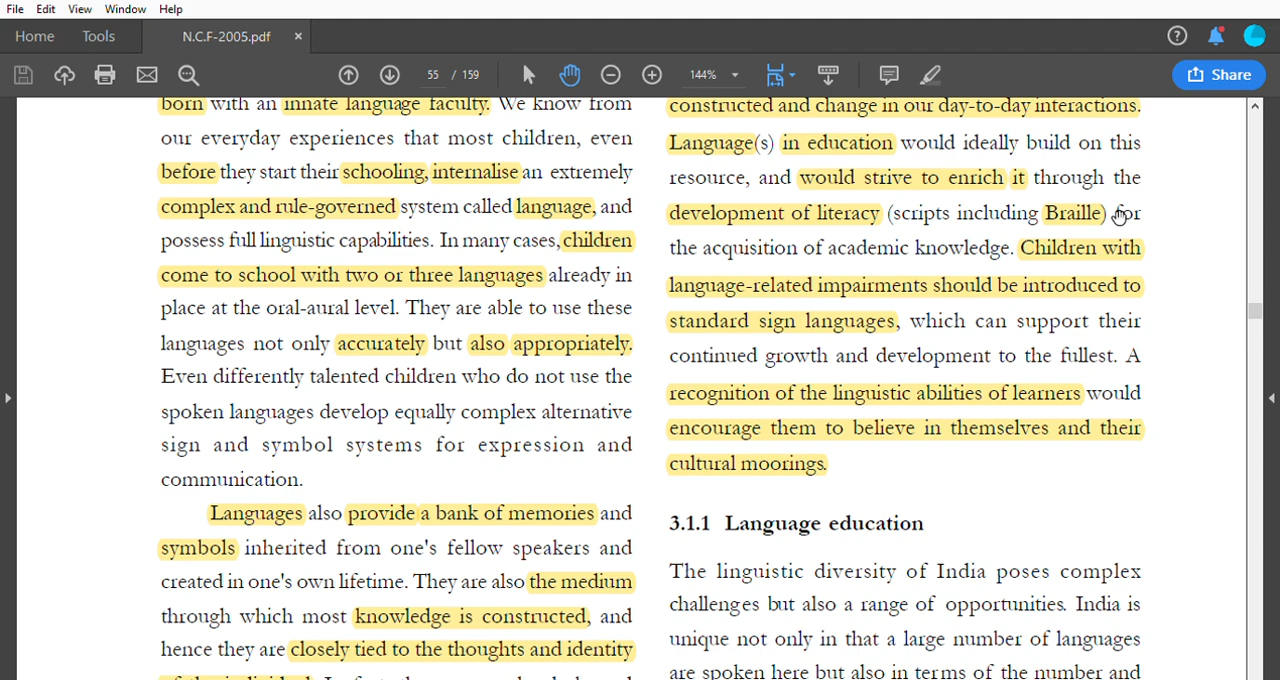 File Edit View Window Help
Home Tools N.C.F-2005.pdf ×
55 / 159 144% Share
born with an innate language faculty. We know from
our everyday experiences that most children, even
before they start their schooling, internalise an extremely
complex and rule-governed system called language, and
possess full linguistic capabilities. In many cases, children
come to school with two or three languages already in
place at the oral-aural level. They are able to use these
languages not only accurately but also appropriately.
Even differently talented children who do not use the
spoken languages develop equally complex alternative
sign and symbol systems for expression and
communication.
Languages also provide a bank of memories and
symbols inherited from one's fellow speakers and
created in one's own lifetime. They are also the medium
through which most knowledge is constructed, and
hence they are closely tied to the thoughts and identity
constructed and change in our day-to-day interactions.
Language(s) in education would ideally build on this
resource, and would strive to enrich it through the
development of literacy (scripts including Braille) for
the acquisition of academic knowledge. Children with
language-related impairments should be introduced to
standard sign languages, which can support their
continued growth and development to the fullest. A
recognition of the linguistic abilities of learners would
encourage them to believe in themselves and their
cultural moorings.
3.1.1 Language education
The linguistic diversity of India poses complex
challenges but also a range of opportunities. India is
unique not only in that a large number of languages
are spoken here but also in terms of the number and